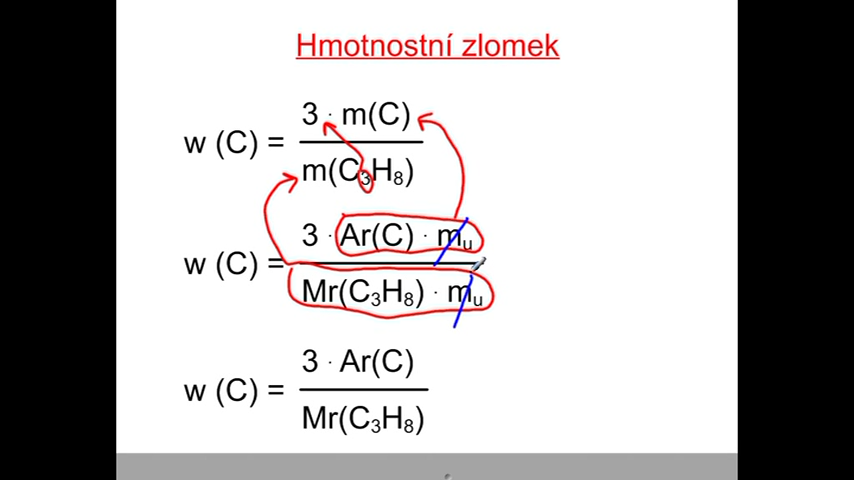 Hmotnostní zlomek
3 · m(C)
w (C) =
m(C₃H₈)
3 · Ar(C) · mᵤ
w (C) =
Mr(C₃H₈) · mᵤ
3 · Ar(C)
w (C) =
Mr(C₃H₈)